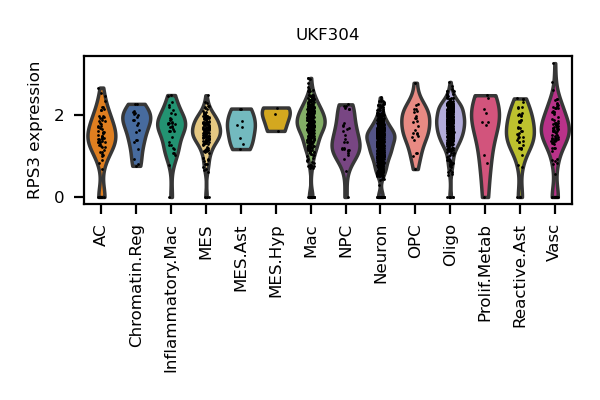 UKF304
RPS3 expression
2
0
AC
Chromatin.Reg
Inflammatory.Mac
MES
MES.Ast
MES.Hyp
Mac
NPC
Neuron
OPC
Oligo
Prolif.Metab
Reactive.Ast
Vasc